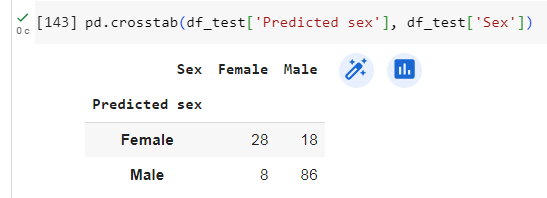 [143] pd.crosstab(df_test['Predicted sex'], df_test['Sex'])
0 с
Sex Female Male
Predicted sex
Female 28 18
Male 8 86